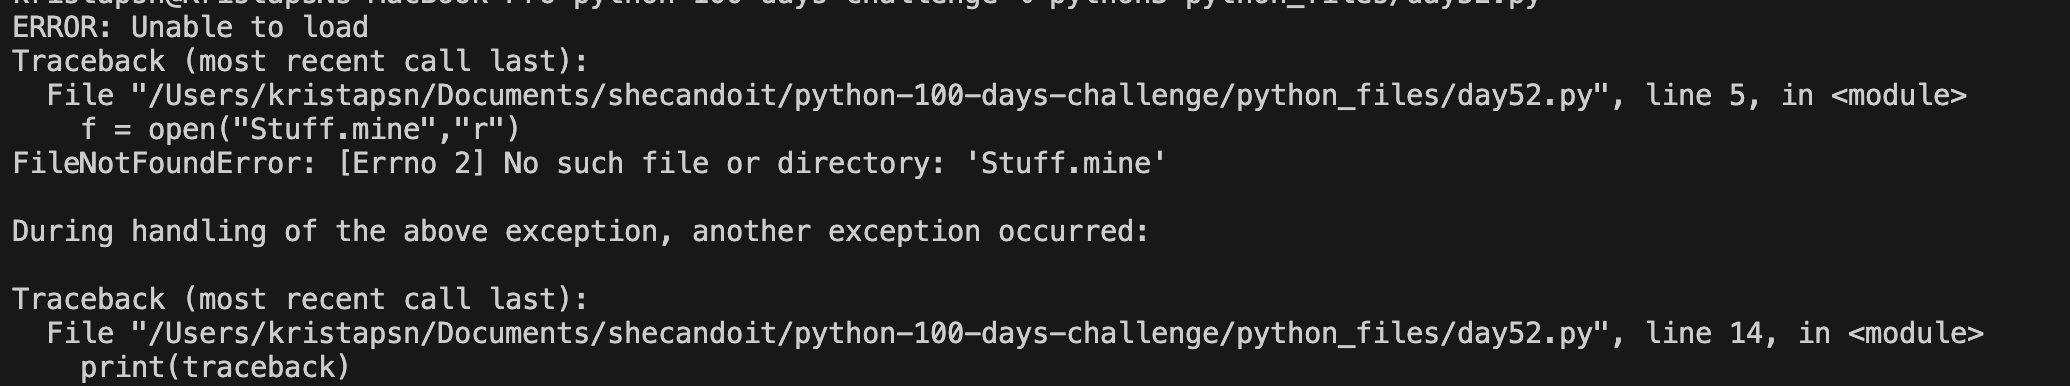 ERROR: Unable to load
Traceback (most recent call last):
  File "/Users/kristapsn/Documents/shecandoit/python-100-days-challenge/python_files/day52.py", line 5, in <module>
    f = open("Stuff.mine","r")
FileNotFoundError: [Errno 2] No such file or directory: 'Stuff.mine'

During handling of the above exception, another exception occurred:

Traceback (most recent call last):
  File "/Users/kristapsn/Documents/shecandoit/python-100-days-challenge/python_files/day52.py", line 14, in <module>
    print(traceback)